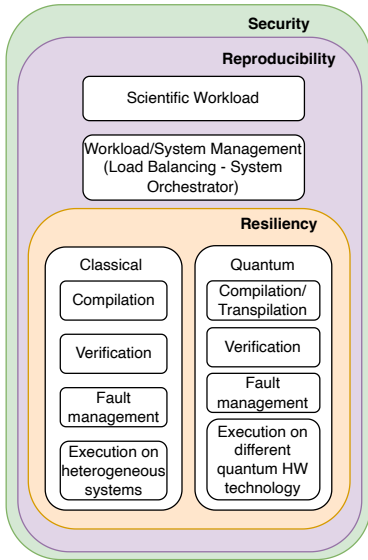 Security
Reproducibility
Scientific Workload
Workload/System Management
(Load Balancing - System
Orchestrator)
Resiliency
Classical
Compilation
Verification
Fault
management
Execution on
heterogeneous
systems
Quantum
Compilation/
Transpilation
Verification
Fault
management
Execution on
different
quantum HW
technology